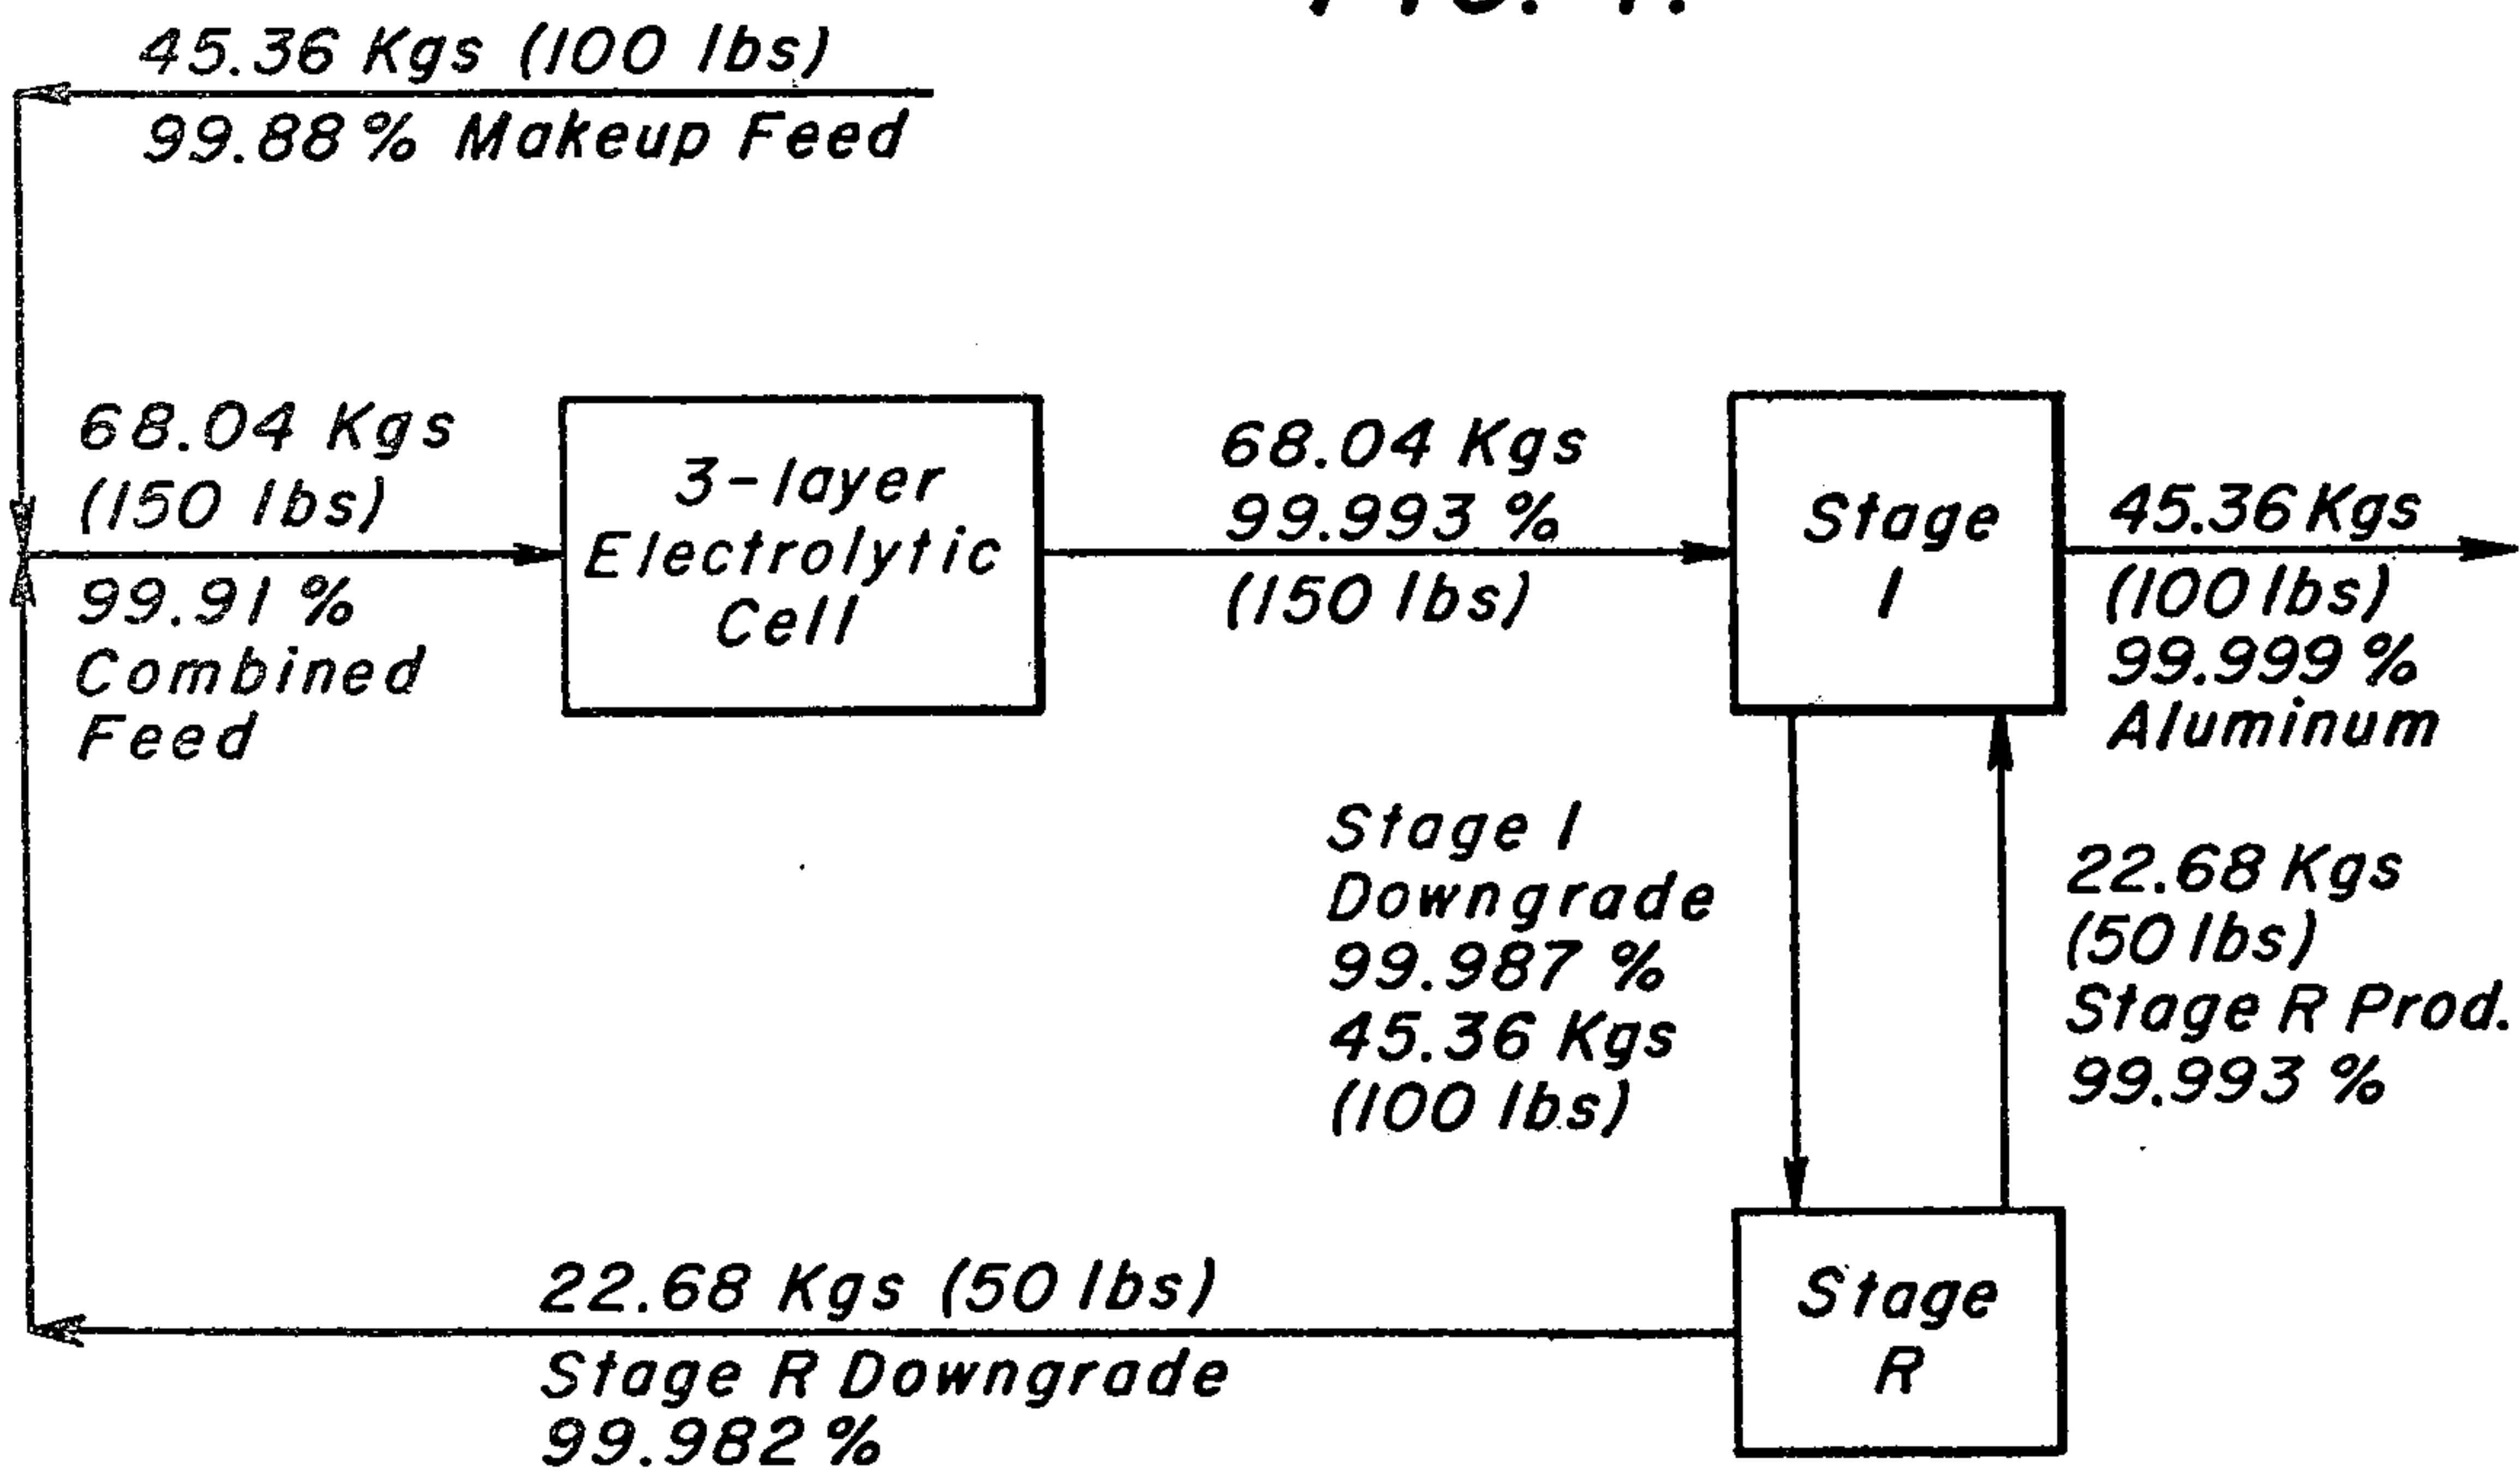 45.36 Kgs (100 lbs)
99.88% Makeup Feed
68.04 Kgs
(150 lbs)
99.91 %
Combined
Feed
3-layer
Electrolytic
Cell
68.04 Kgs
99.993 %
(150 lbs)
Stage
I
45.36 Kgs
(100 lbs)
99.999 %
Aluminum
Stage I
Downgrade
99.987 %
45.36 Kgs
(100 lbs)
22.68 Kgs
(50 lbs)
Stage R Prod.
99.993 %
22.68 Kgs (50 lbs)
Stage R Downgrade
99.982 %
Stage
R